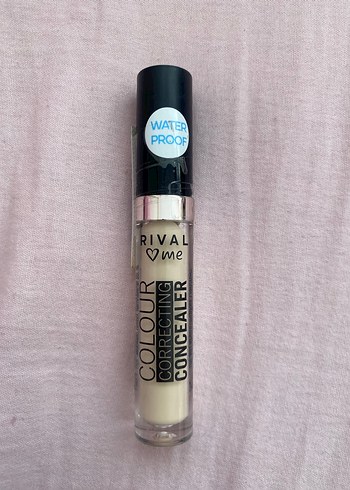 WATER
PROOF
RIVAL
♡me
COLOUR
CORRECTING
CONCEALER